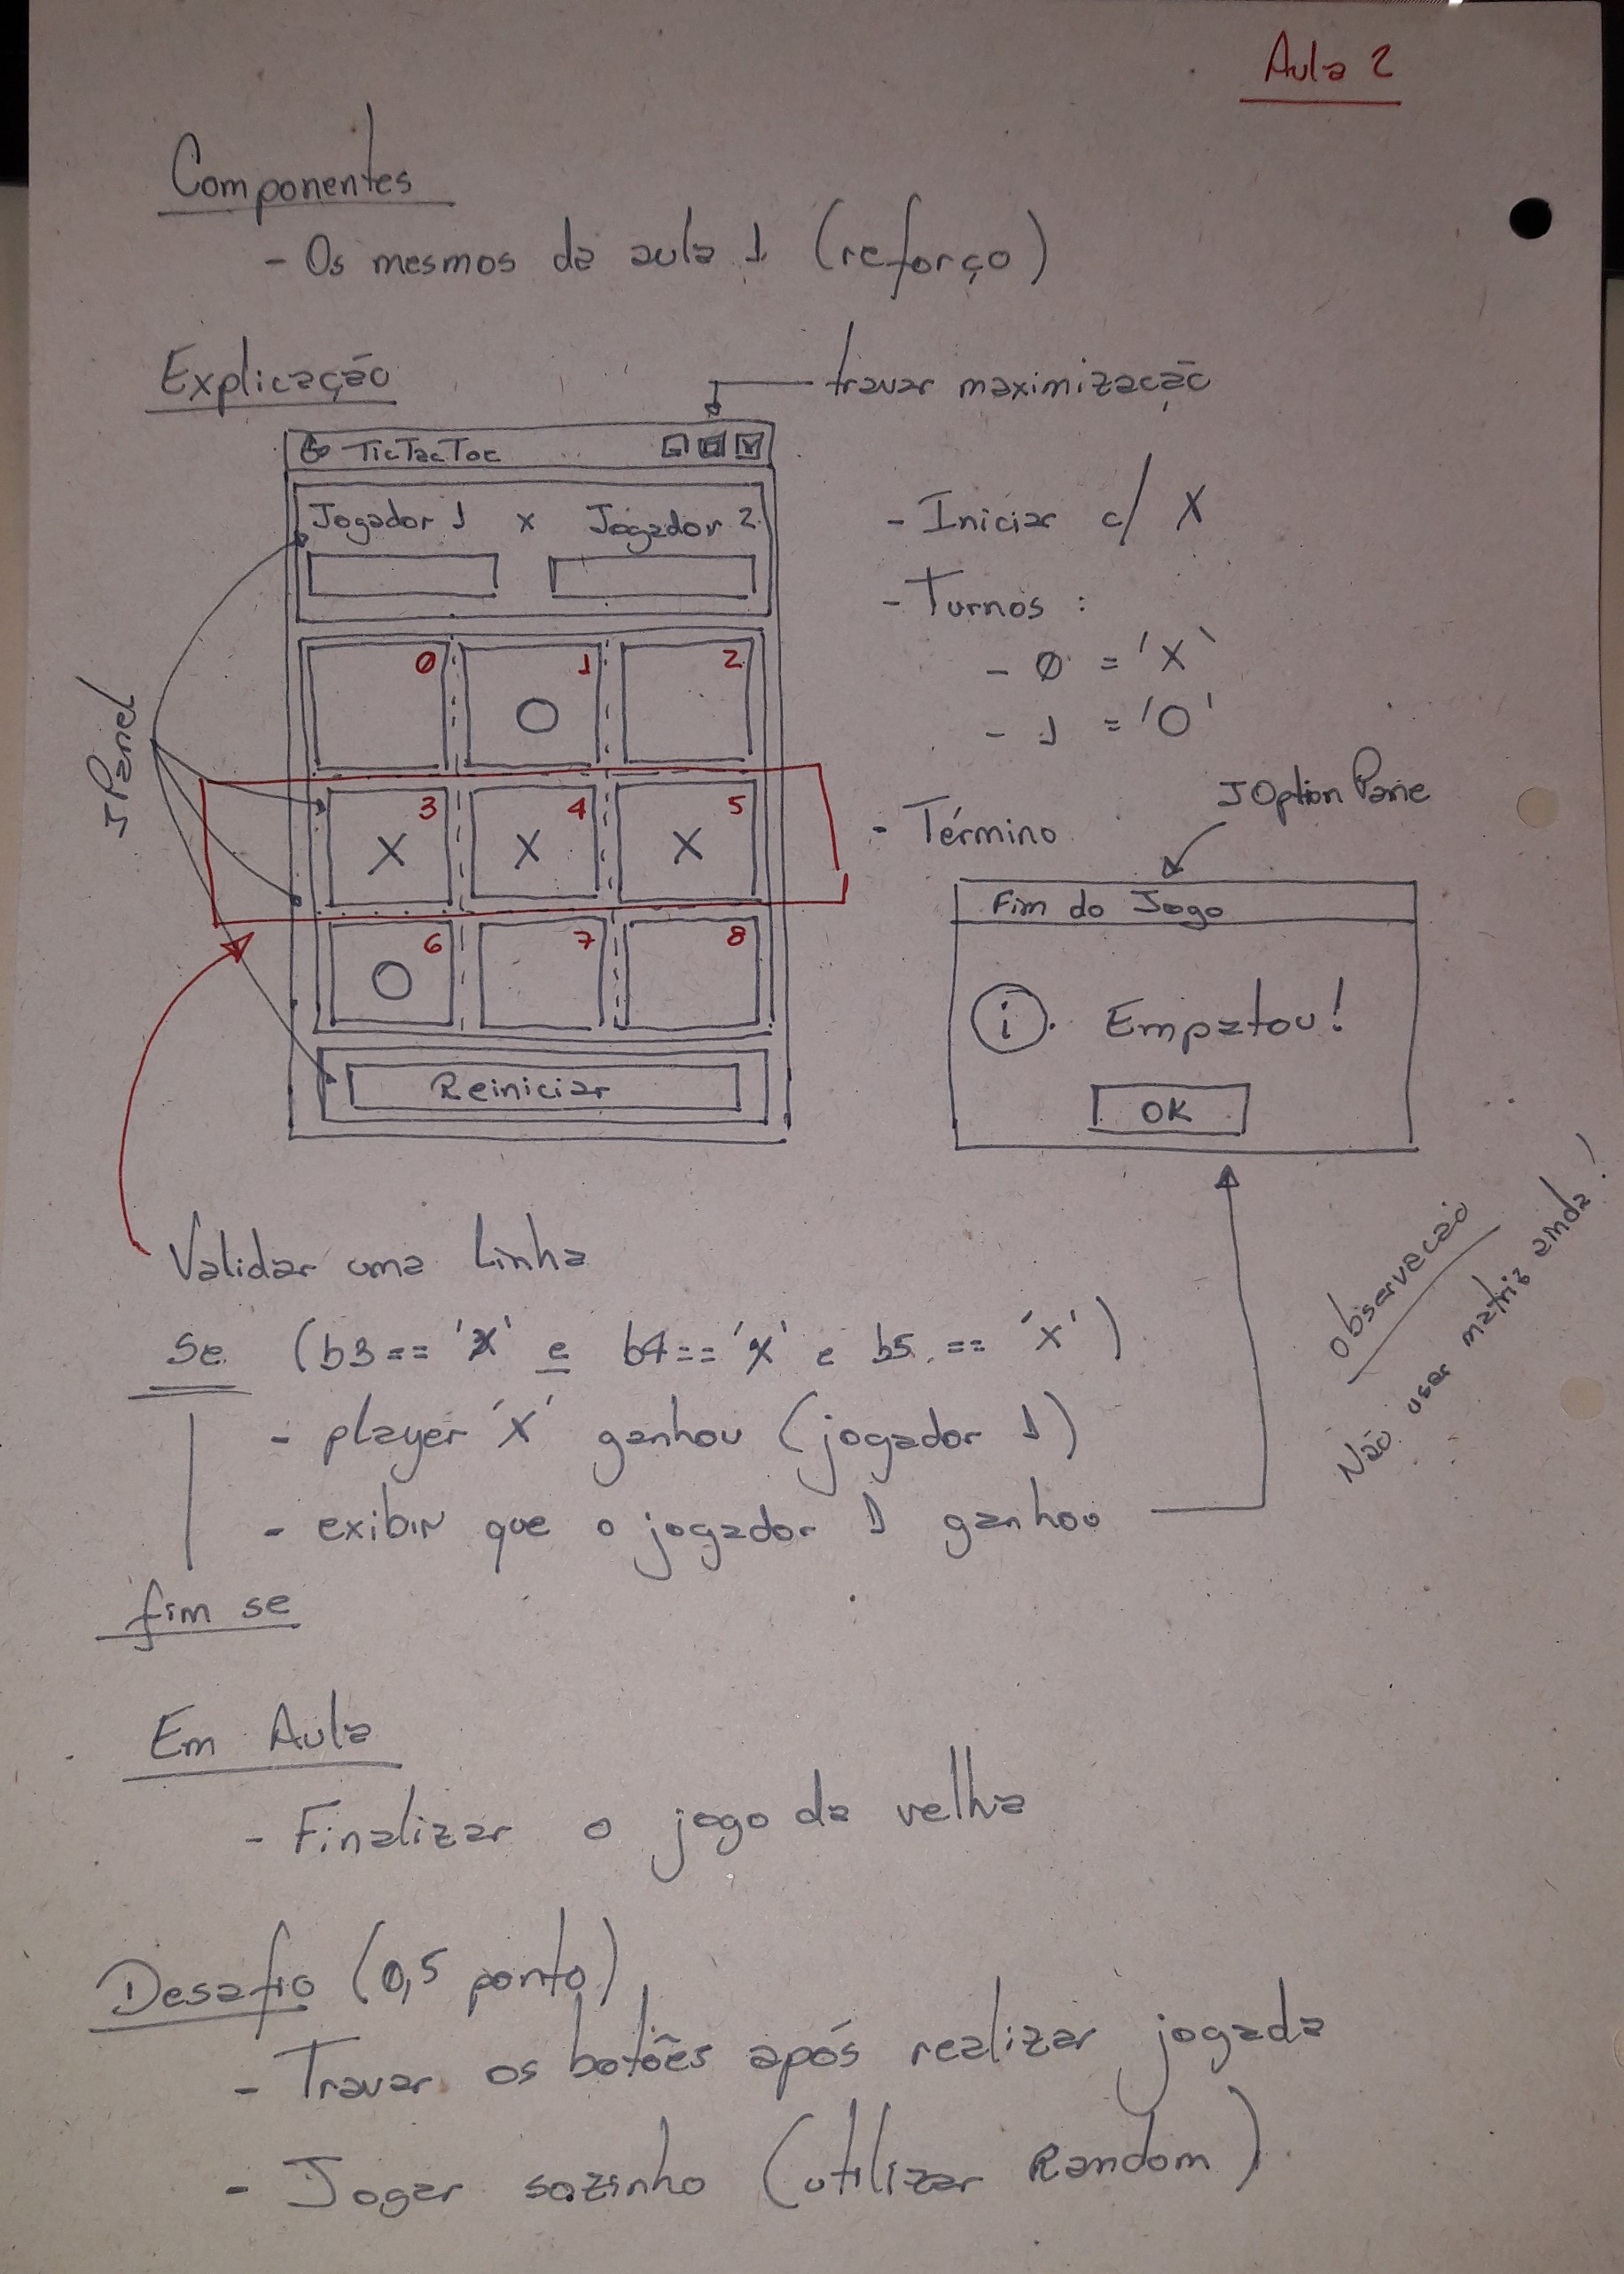 Aula 2
Componentes
- Os mesmos da aula 1 (reforço)
Explicação
travar maximização
TicTacToe
Jogador 1 x Jogador 2
- Iniciar c/ X
- Turnos :
- 0 = 'X'
- 1 = 'O'
JPanel
0 1 2
O
3 4 5
X X X
6 7 8
O
Reiniciar
- Término
JOptionPane
Fim do Jogo
i Empatou!
OK
observação
Não usar matriz ainda!
Validar uma linha
se (b3 == 'X' e b4 == 'X' e b5 == 'X')
- player 'X' ganhou (jogador 1)
- exibir que o jogador 1 ganhou
fim se
Em Aula
- Finalizar o jogo da velha
Desafio (0,5 ponto)
- Travar os botões após realizar jogada
- Jogar sozinho (utilizar Random)